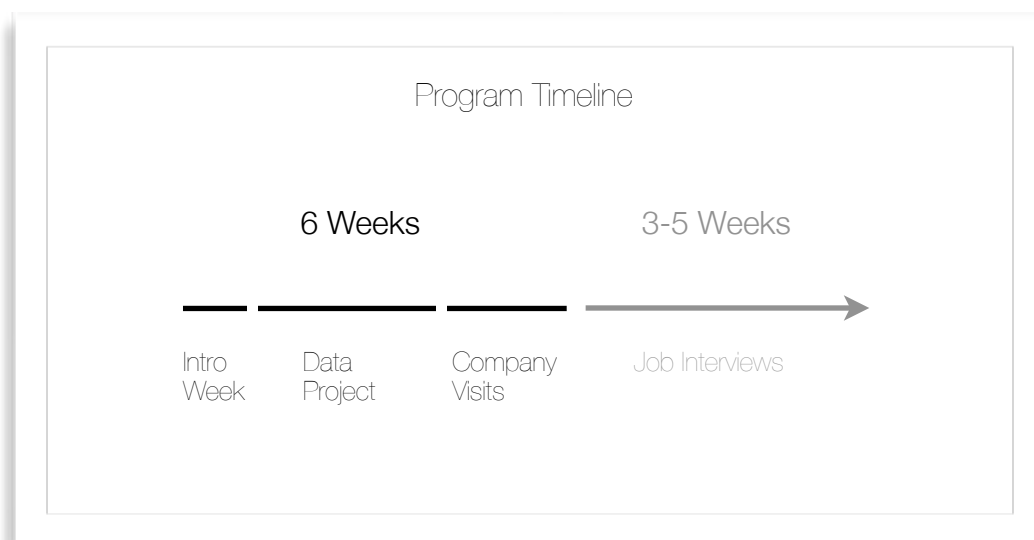 Program Timeline
6 Weeks
3-5 Weeks
Intro
Week
Data
Project
Company
Visits
Job Interviews